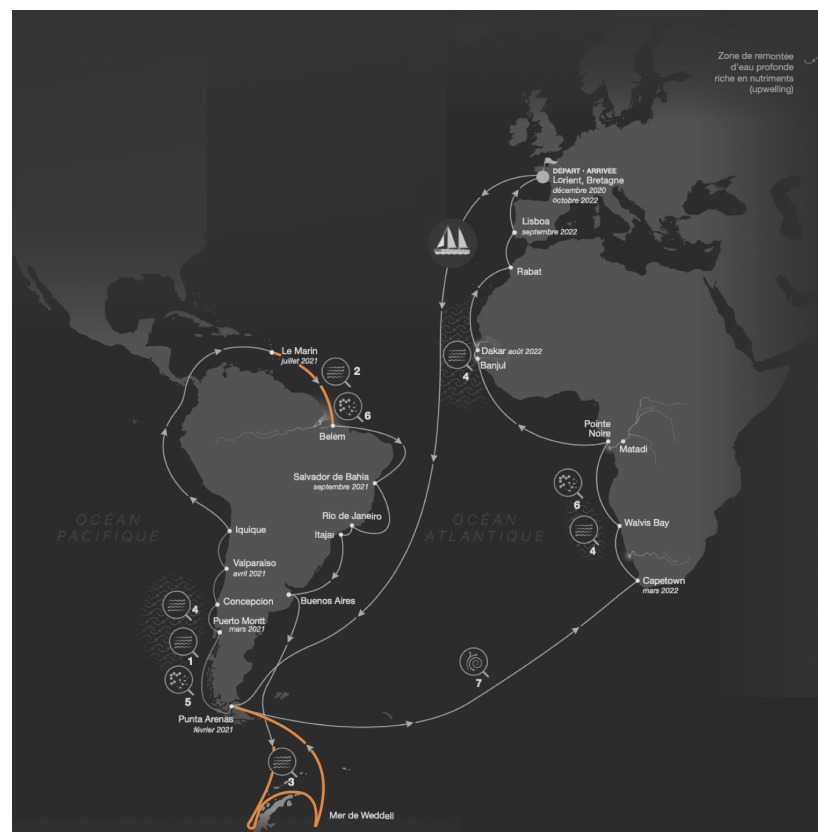 Zone de remontée
d'eau profonde
riche en nutriments
(upwelling)
DÉPART • ARRIVÉE
Lorient, Bretagne
décembre 2020
octobre 2022
Lisboa
septembre 2022
Rabat
Le Marin
juillet 2021
2
Dakar août 2022
Banjul
4
6
Belem
Pointe
Noire
Matadi
Salvador de Bahia
septembre 2021
6
Rio de Janeiro
OCÉAN
PACIFIQUE
OCÉAN
ATLANTIQUE
Walvis Bay
Iquique
Itajaí
4
Valparaiso
avril 2021
Capetown
mars 2022
Concepcion
Buenos Aires
4
Puerto Montt
mars 2021
1
5
7
Punta Arenas
février 2021
3
Mer de Weddell